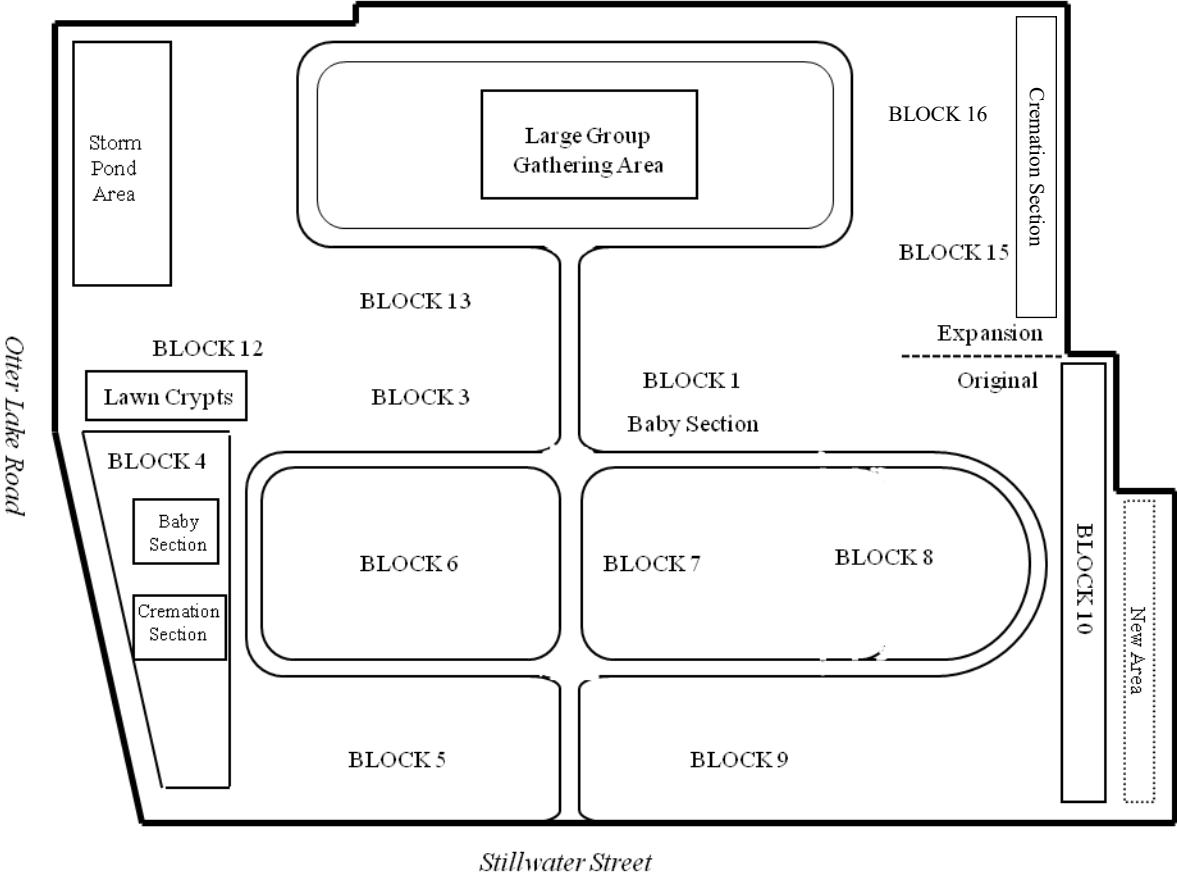 BLOCK 16
Cremation Section
Large Group
Gathering Area
Storm
Pond
Area
BLOCK 15
BLOCK 13
Expansion
BLOCK 12
Original
BLOCK 1
Lawn Crypts
BLOCK 3
Baby Section
Otter Lake Road
BLOCK 4
Baby
Section
BLOCK 6
BLOCK 7
BLOCK 8
BLOCK 10
Cremation
Section
New Area
BLOCK 5
BLOCK 9
Stillwater Street